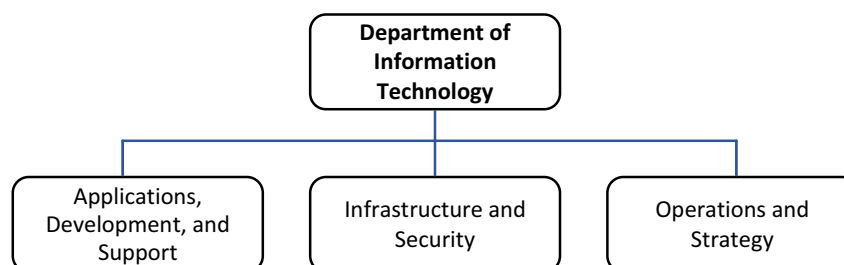 Department of
Information
Technology
Applications,
Development, and
Support
Infrastructure and
Security
Operations and
Strategy